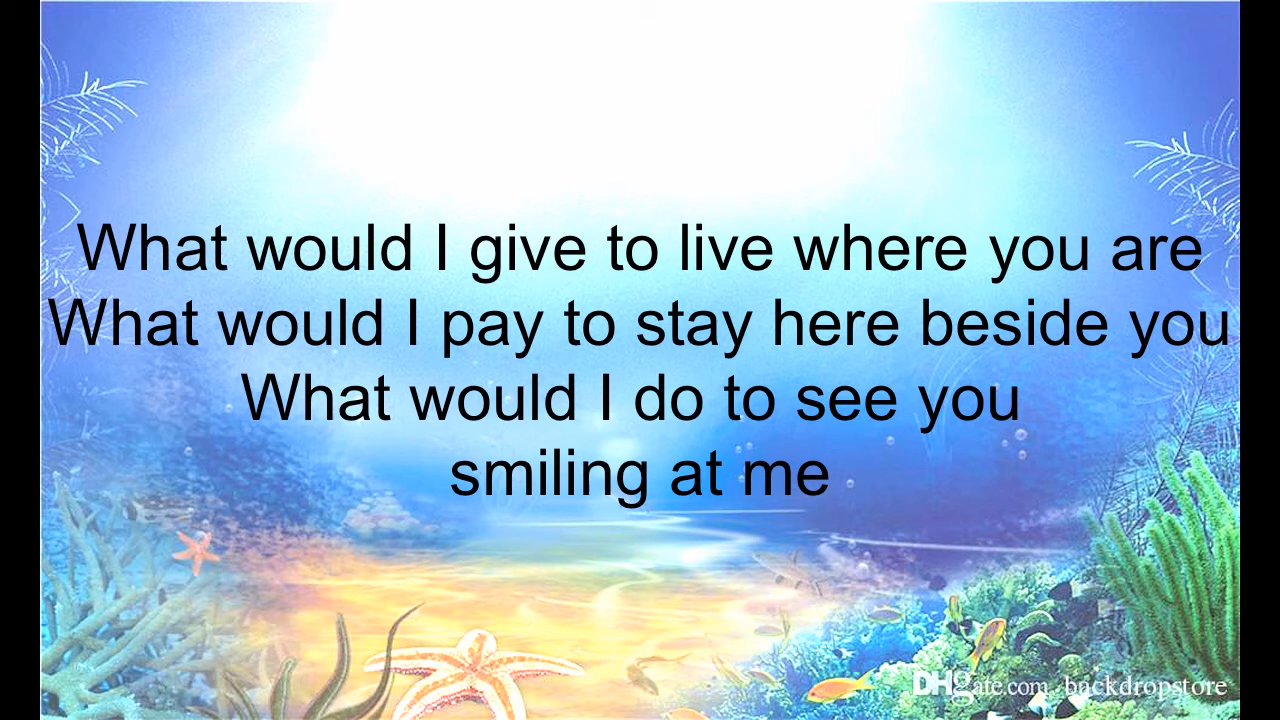 What would I give to live where you are
What would I pay to stay here beside you
What would I do to see you
smiling at me
DHgate.com backdropstore